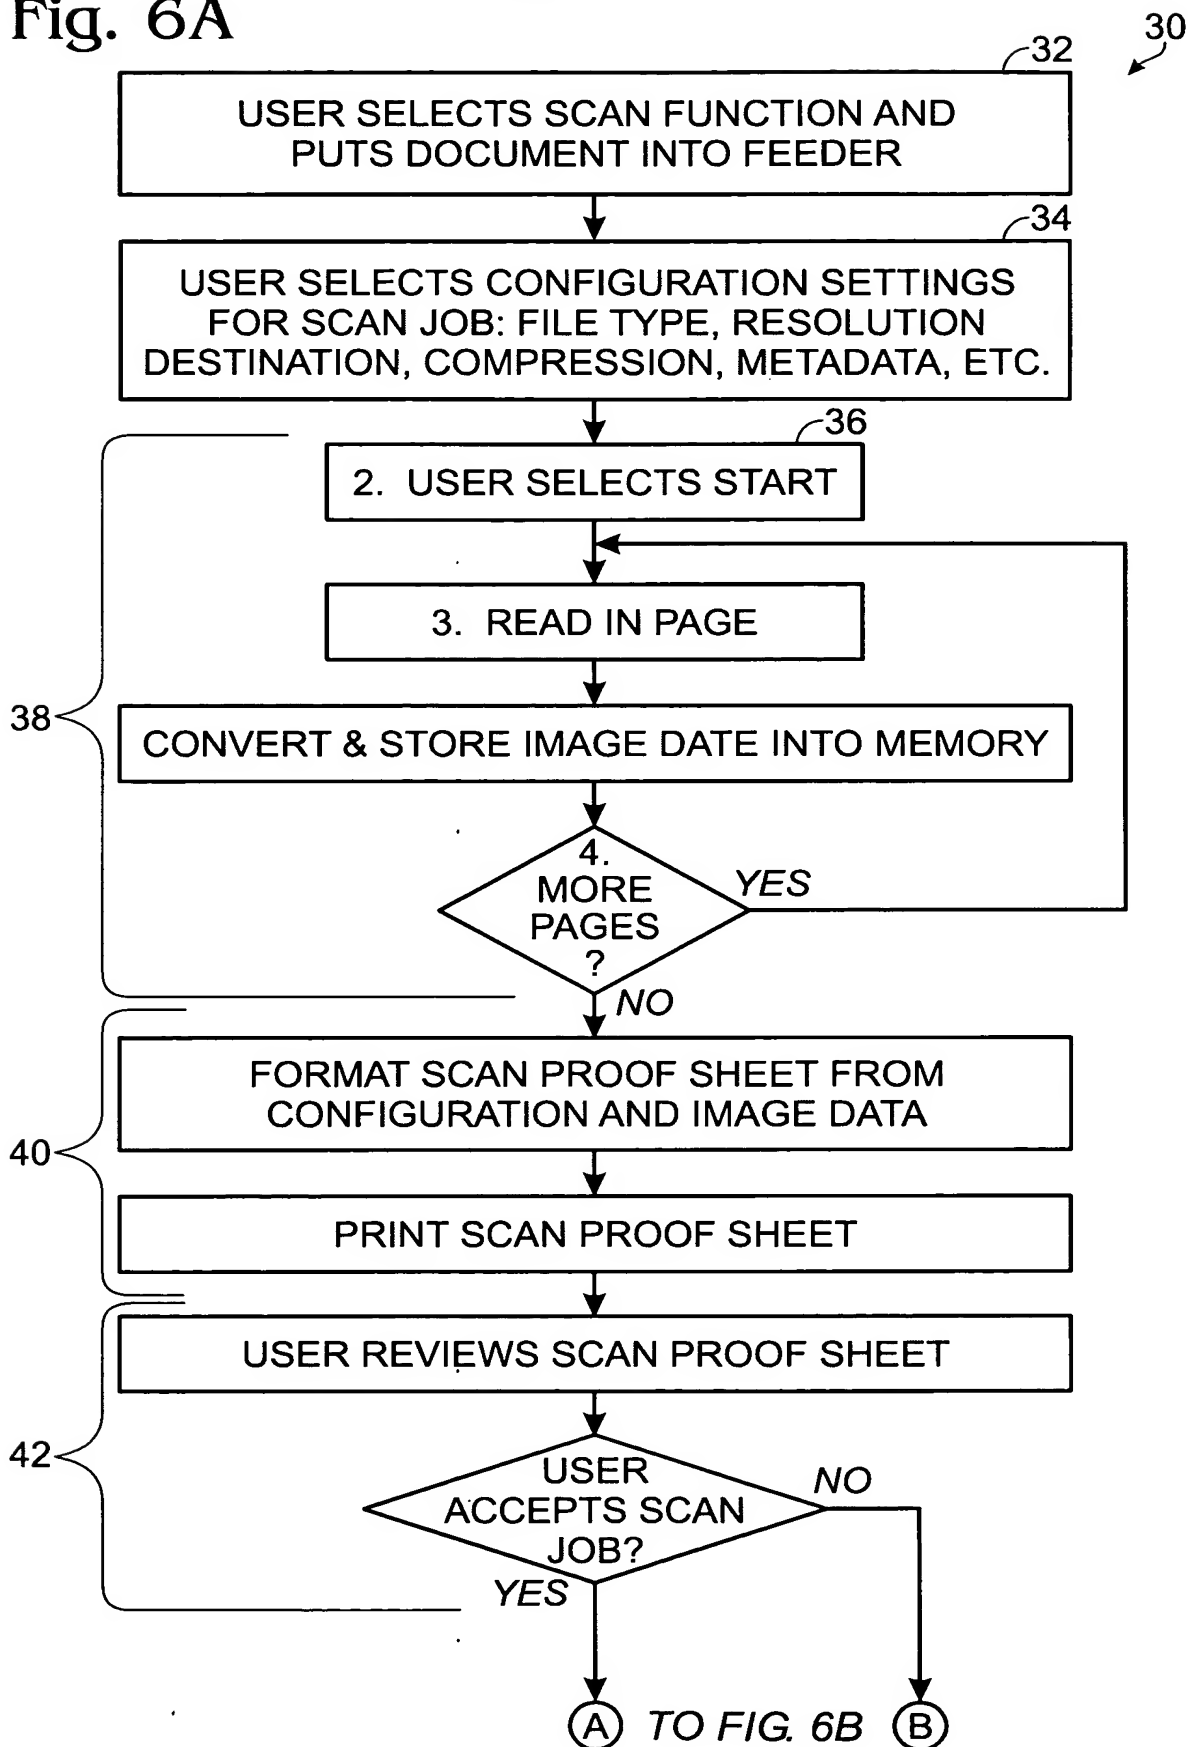 Fig. 6A
30
32
USER SELECTS SCAN FUNCTION AND
PUTS DOCUMENT INTO FEEDER
34
USER SELECTS CONFIGURATION SETTINGS
FOR SCAN JOB: FILE TYPE, RESOLUTION
DESTINATION, COMPRESSION, METADATA, ETC.
36
2. USER SELECTS START
3. READ IN PAGE
38
CONVERT & STORE IMAGE DATE INTO MEMORY
4.
MORE
PAGES
?
YES
NO
FORMAT SCAN PROOF SHEET FROM
CONFIGURATION AND IMAGE DATA
40
PRINT SCAN PROOF SHEET
USER REVIEWS SCAN PROOF SHEET
42
USER
ACCEPTS SCAN
JOB?
NO
YES
A TO FIG. 6B B